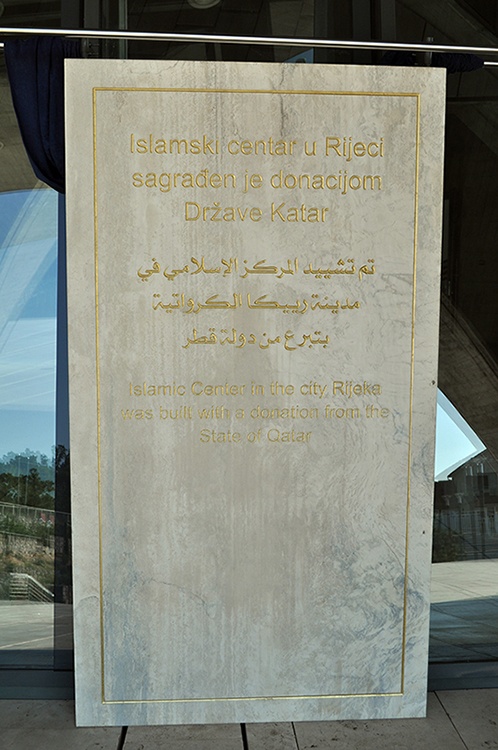 Islamski centar u Rijeci
sagrađen je donacijom
Države Katar
تم تشييد المركز الإسلامي في
مدينة رييكا الكرواتية
بتبرع من دولة قطر
Islamic Center in the city Rijeka
was built with a donation from the
State of Qatar